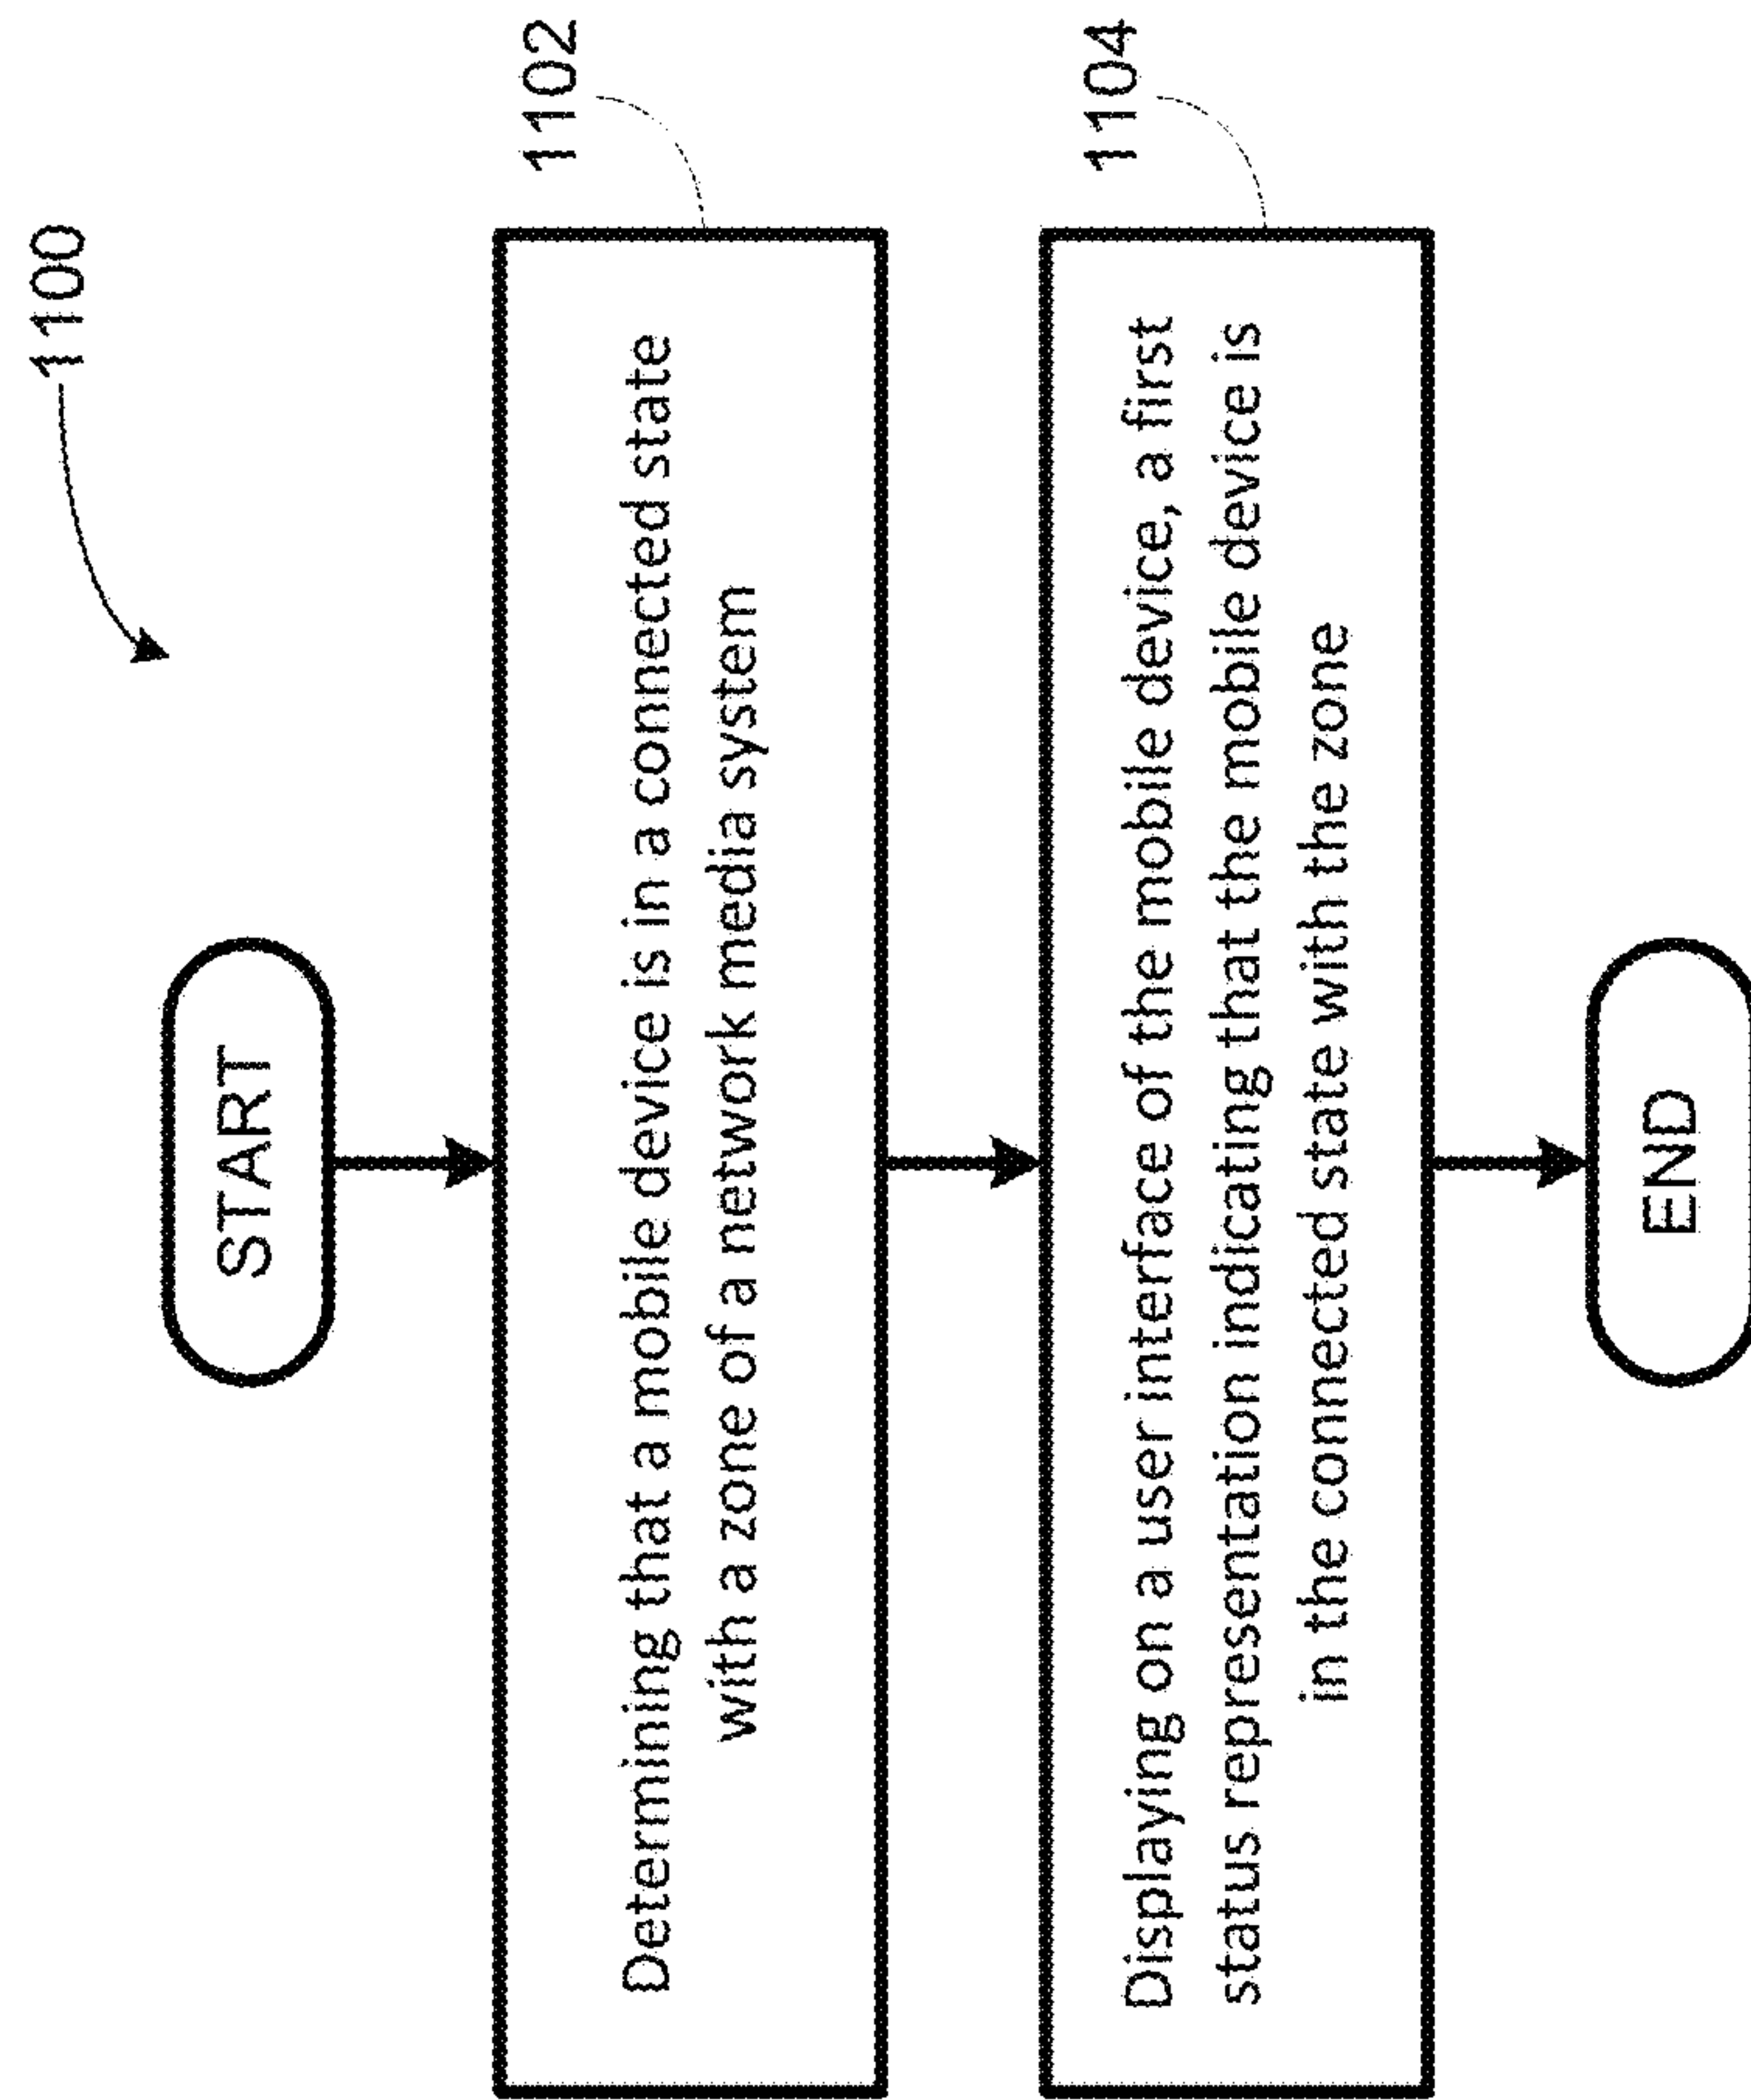 1100
START
1102
Determining that a mobile device is in a connected state
with a zone of a network media system
1104
Displaying on a user interface of the mobile device, a first
status representation indicating that the mobile device is
in the connected state with the zone
END